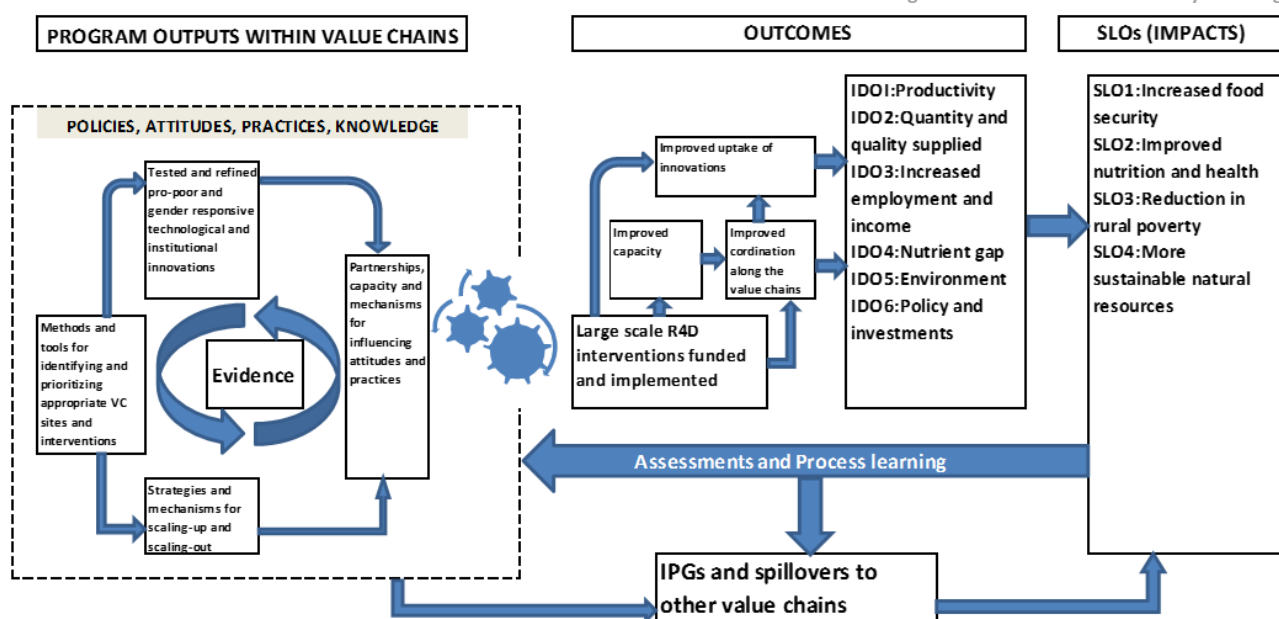 PROGRAM OUTPUTS WITHIN VALUE CHAINS
OUTCOMES
SLOs (IMPACTS)
POLICIES, ATTITUDES, PRACTICES, KNOWLEDGE
Tested and refined
pro-poor and
gender responsive
technological and
institutional
innovations
Methods and
tools for
identifying and
prioritizing
appropriate VC
sites and
interventions
Evidence
Partnerships,
capacity and
mechanisms
for
influencing
attitudes and
practices
Strategies and
mechanisms for
scaling-up and
scaling-out
Improved uptake of
innovations
Improved
capacity
Improved
cordination
along the
value chains
Large scale R4D
interventions funded
and implemented
IDO1:Productivity
IDO2:Quantity and
quality supplied
IDO3:Increased
employment and
income
IDO4:Nutrient gap
IDO5:Environment
IDO6:Policy and
investments
SLO1:Increased food
security
SLO2:Improved
nutrition and health
SLO3:Reduction in
rural poverty
SLO4:More
sustainable natural
resources
Assessments and Process learning
IPGs and spillovers to
other value chains